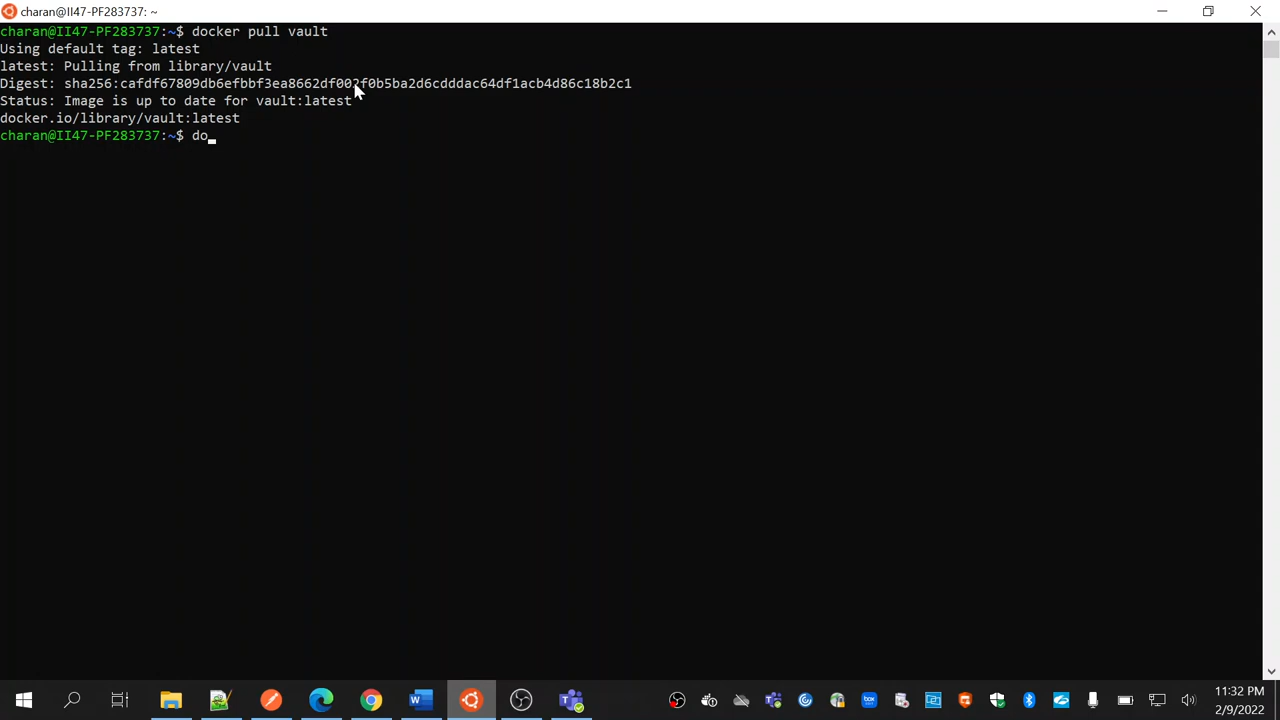 charan@II47-PF283737: ~
charan@II47-PF283737:~$ docker pull vault
Using default tag: latest
latest: Pulling from library/vault
Digest: sha256:cafdf67809db6efbbf3ea8662df002f0b5ba2d6cdddac64df1acb4d86c18b2c1
Status: Image is up to date for vault:latest
docker.io/library/vault:latest
charan@II47-PF283737:~$ do
11:32 PM
2/9/2022